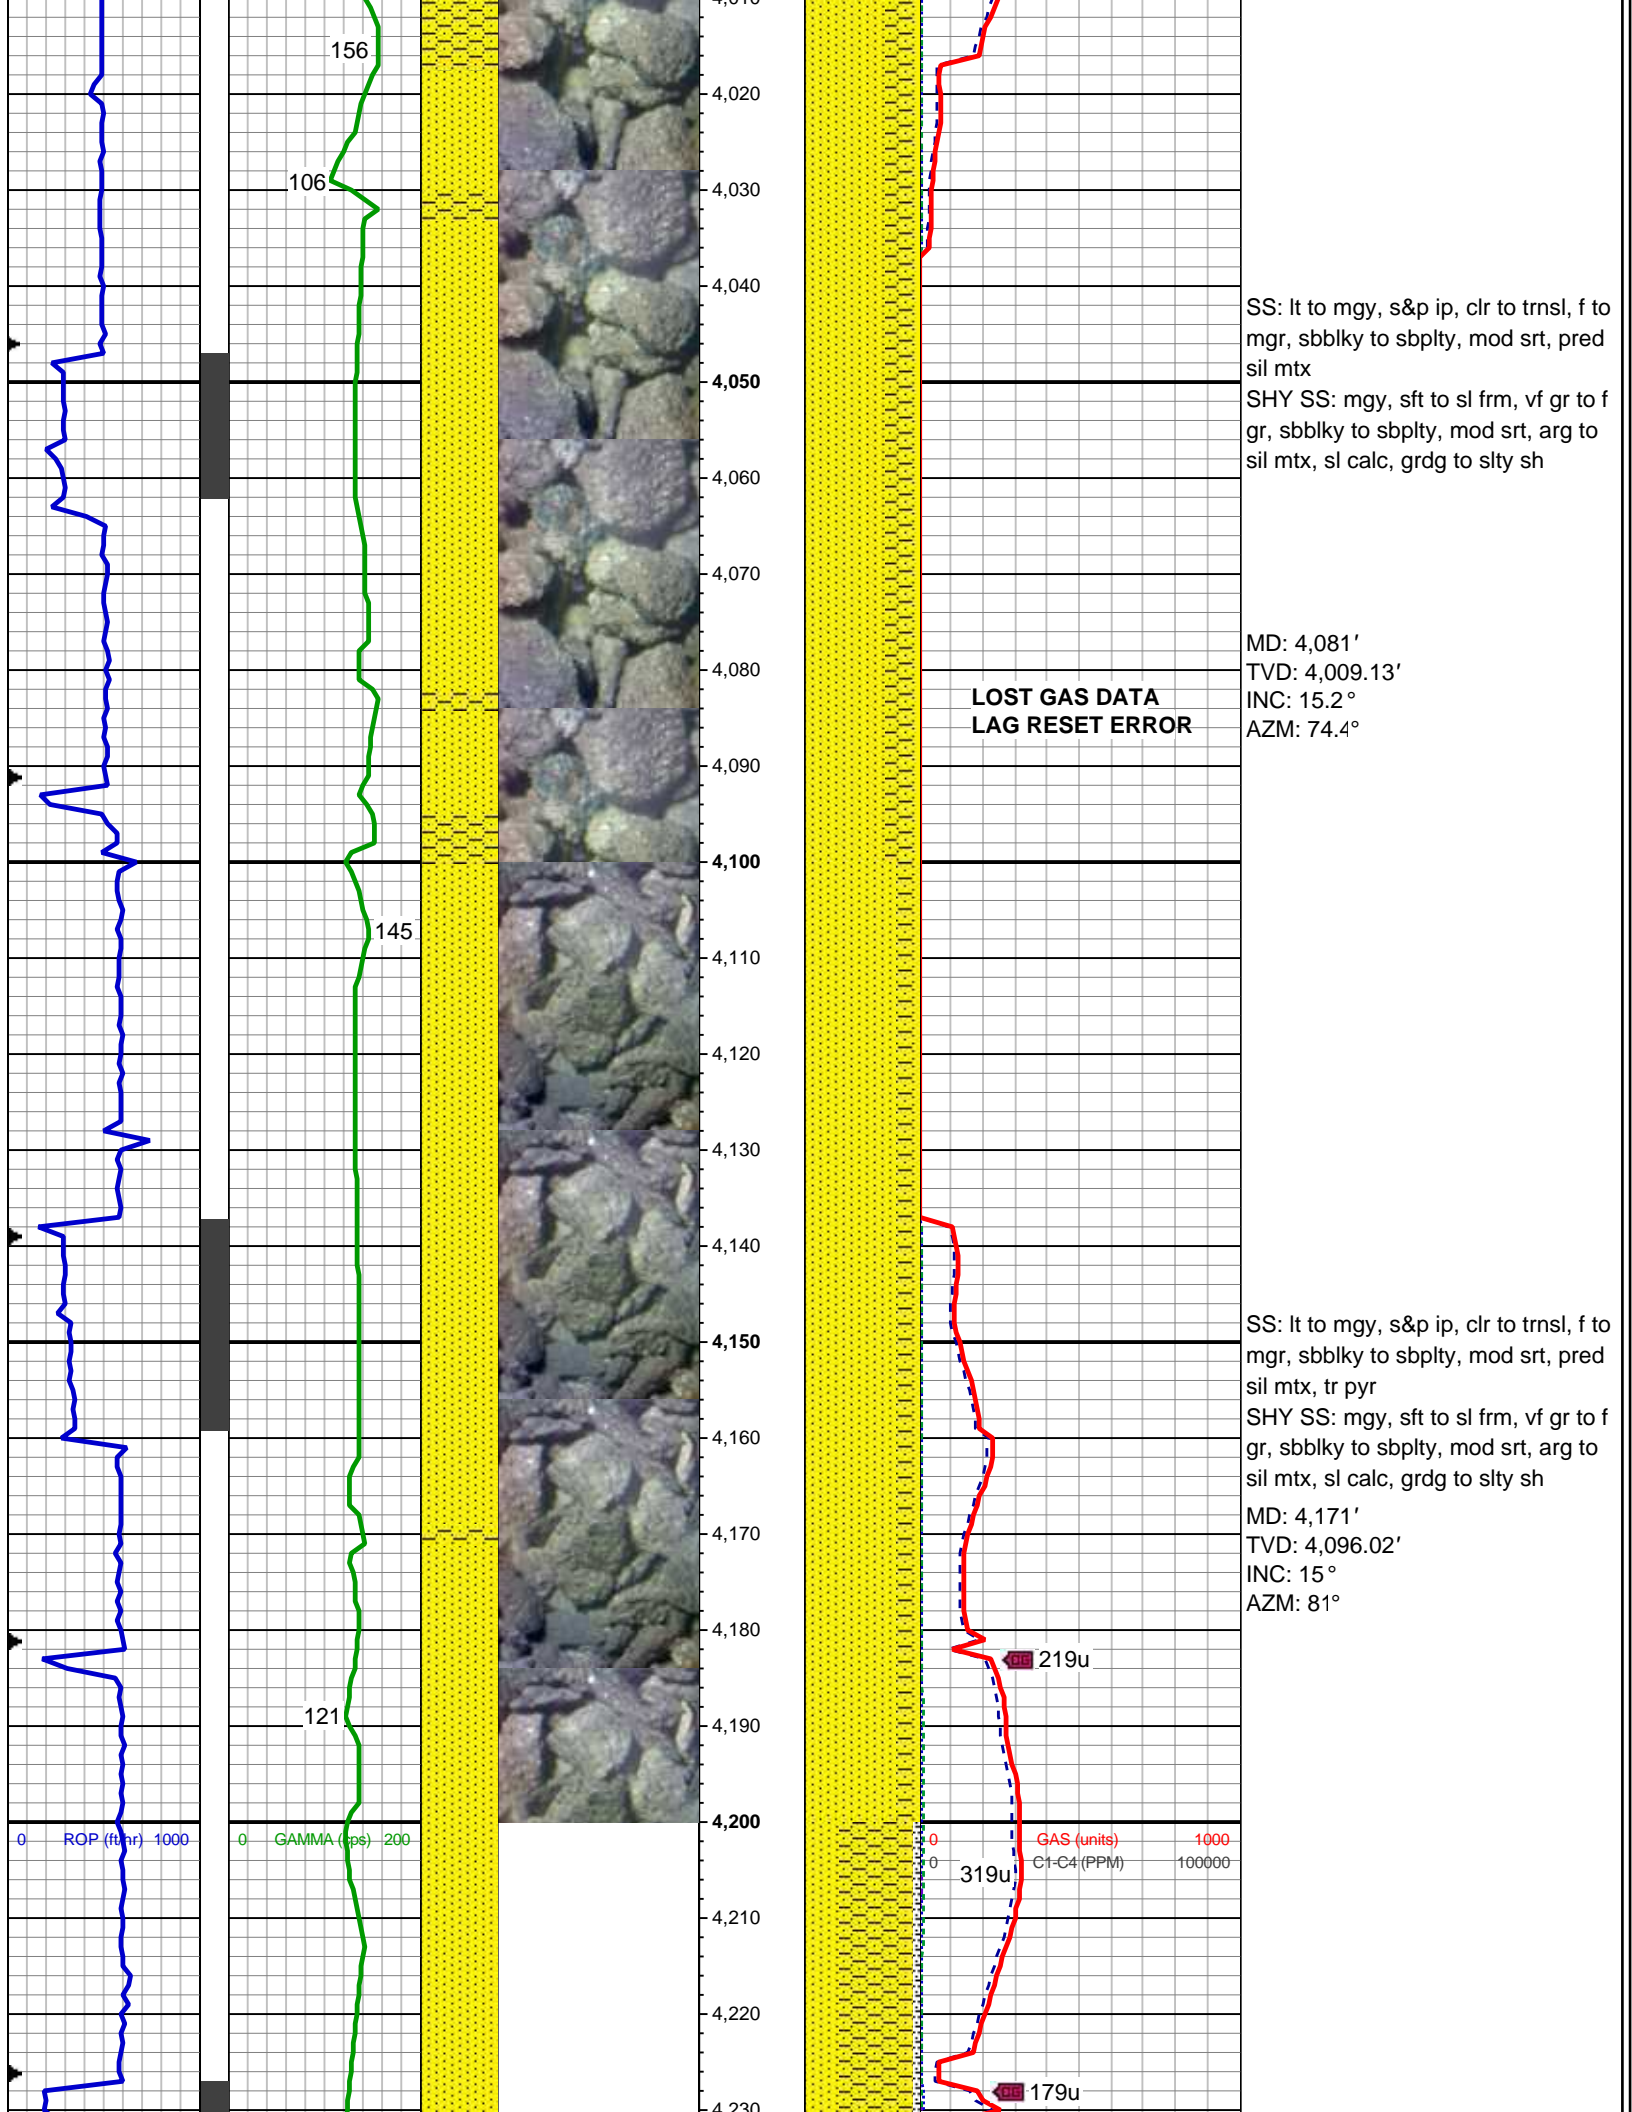 156
4,020
106
4,030
4,040
SS: lt to mgy, s&p ip, clr to trnsl, f to
mgr, sbblky to sbplty, mod srt, pred
sil mtx
4,050
SHY SS: mgy, sft to sl frm, vf gr to f
gr, sbblky to sbplty, mod srt, arg to
sil mtx, sl calc, grdg to slty sh
4,060
4,070
MD: 4,081′
TVD: 4,009.13′
INC: 15.2°
AZM: 74.4°
4,080
LOST GAS DATA
LAG RESET ERROR
4,090
4,100
145
4,110
4,120
4,130
4,140
4,150
SS: lt to mgy, s&p ip, clr to trnsl, f to
mgr, sbblky to sbplty, mod srt, pred
sil mtx, tr pyr
SHY SS: mgy, sft to sl frm, vf gr to f
gr, sbblky to sbplty, mod srt, arg to
sil mtx, sl calc, grdg to slty sh
4,160
4,170
MD: 4,171′
TVD: 4,096.02′
INC: 15°
AZM: 81°
4,180
CG 219u
121
4,190
4,200
0 ROP (ft/hr) 1000
0 GAMMA (cps) 200
0 GAS (units) 1000
0 C1-C4 (PPM) 100000
319u
4,210
4,220
CG 179u
4,230